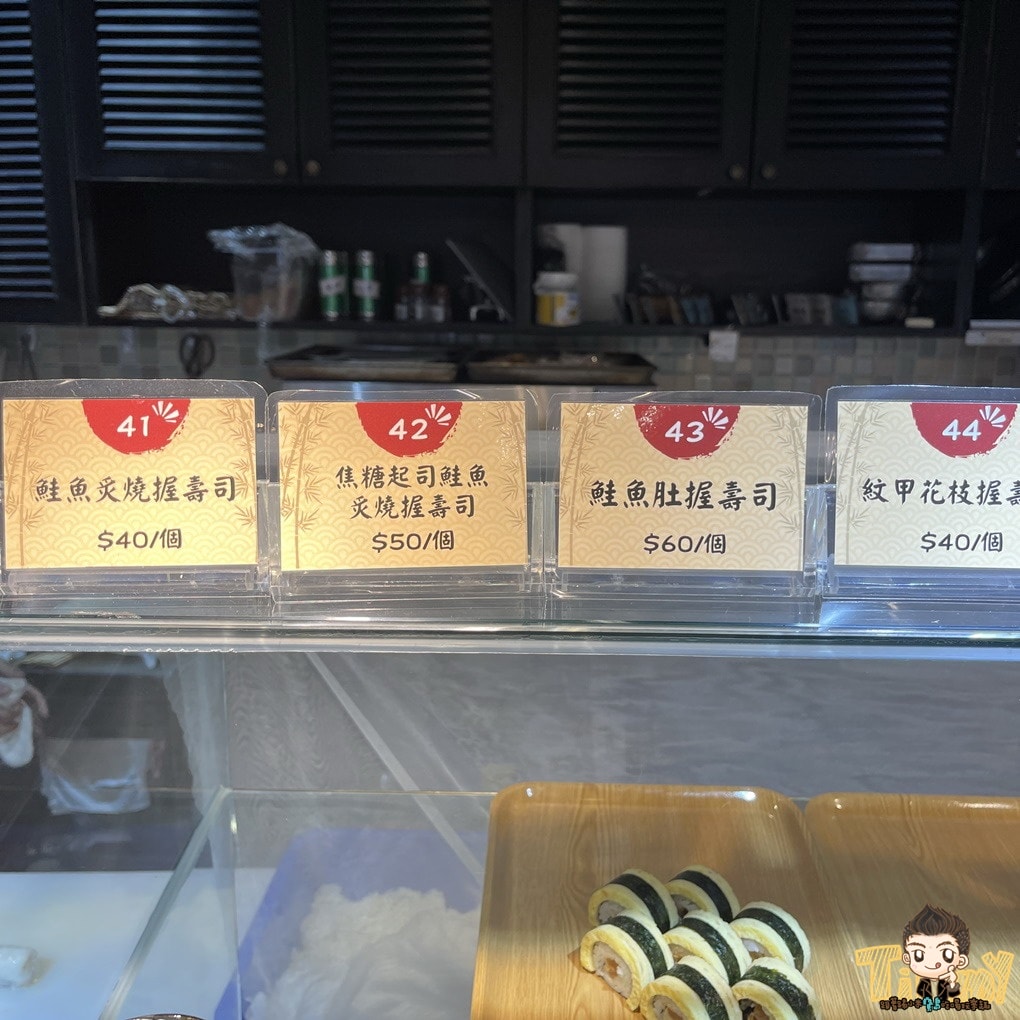 41
鮭魚炙燒握壽司
$40/個
42
焦糖起司鮭魚
炙燒握壽司
$50/個
43
鮭魚肚握壽司
$60/個
44
紋甲花枝握壽
$40/個